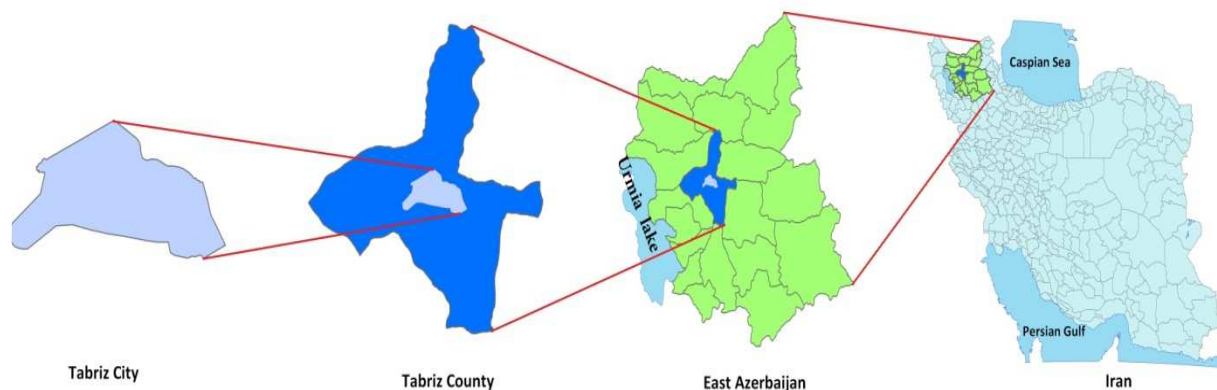 Caspian Sea
Urmia lake
Persian Gulf
Tabriz City
Tabriz County
East Azerbaijan
Iran